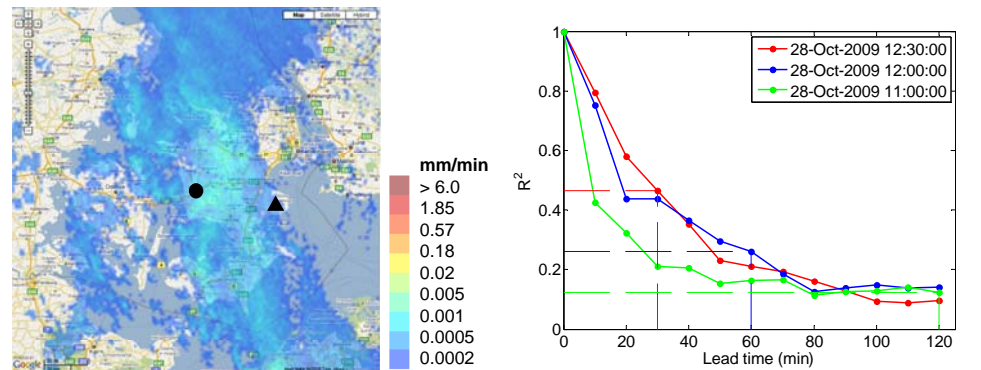 Map Satellite Hybrid
Google
mm/min
> 6.0
1.85
0.57
0.18
0.02
0.005
0.001
0.0005
0.0002
28-Oct-2009 12:30:00
28-Oct-2009 12:00:00
28-Oct-2009 11:00:00
1
0.8
0.6
0.4
0.2
0
R²
0 20 40 60 80 100 120
Lead time (min)